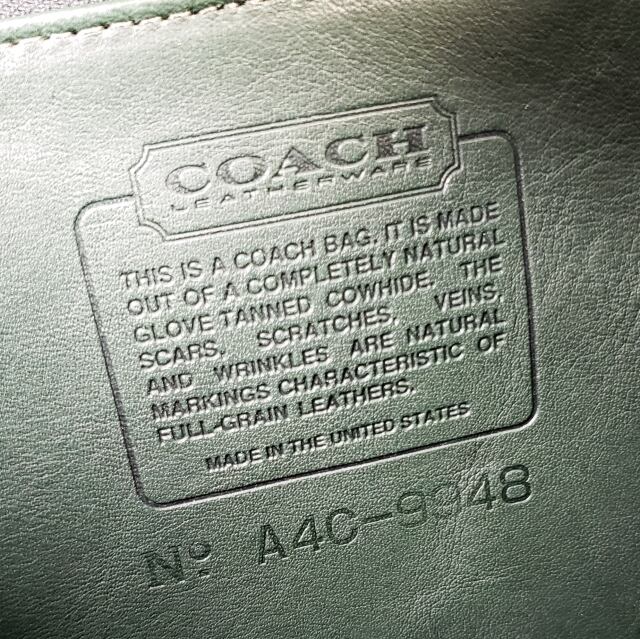 COACH
LEATHERWARE
THIS IS A COACH BAG. IT IS MADE
OUT OF A COMPLETELY NATURAL
GLOVE TANNED COWHIDE. THE
SCARS, SCRATCHES, VEINS,
AND WRINKLES ARE NATURAL
MARKINGS CHARACTERISTIC OF
FULL-GRAIN LEATHERS.
MADE IN THE UNITED STATES
Nº A4C-9948